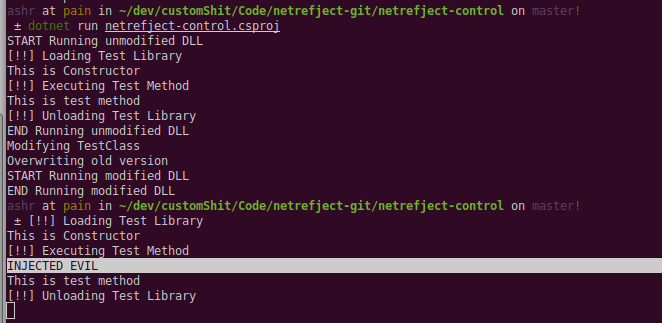 ashr at pain in ~/dev/customShit/Code/netrefject-git/netrefject-control on master!
± dotnet run netrefject-control.csproj
START Running unmodified DLL
[!!] Loading Test Library
This is Constructor
[!!] Executing Test Method
This is test method
[!!] Unloading Test Library
END Running unmodified DLL
Modifying TestClass
Overwriting old version
START Running modified DLL
END Running modified DLL
ashr at pain in ~/dev/customShit/Code/netrefject-git/netrefject-control on master!
± [!!] Loading Test Library
This is Constructor
[!!] Executing Test Method
INJECTED EVIL
This is test method
[!!] Unloading Test Library